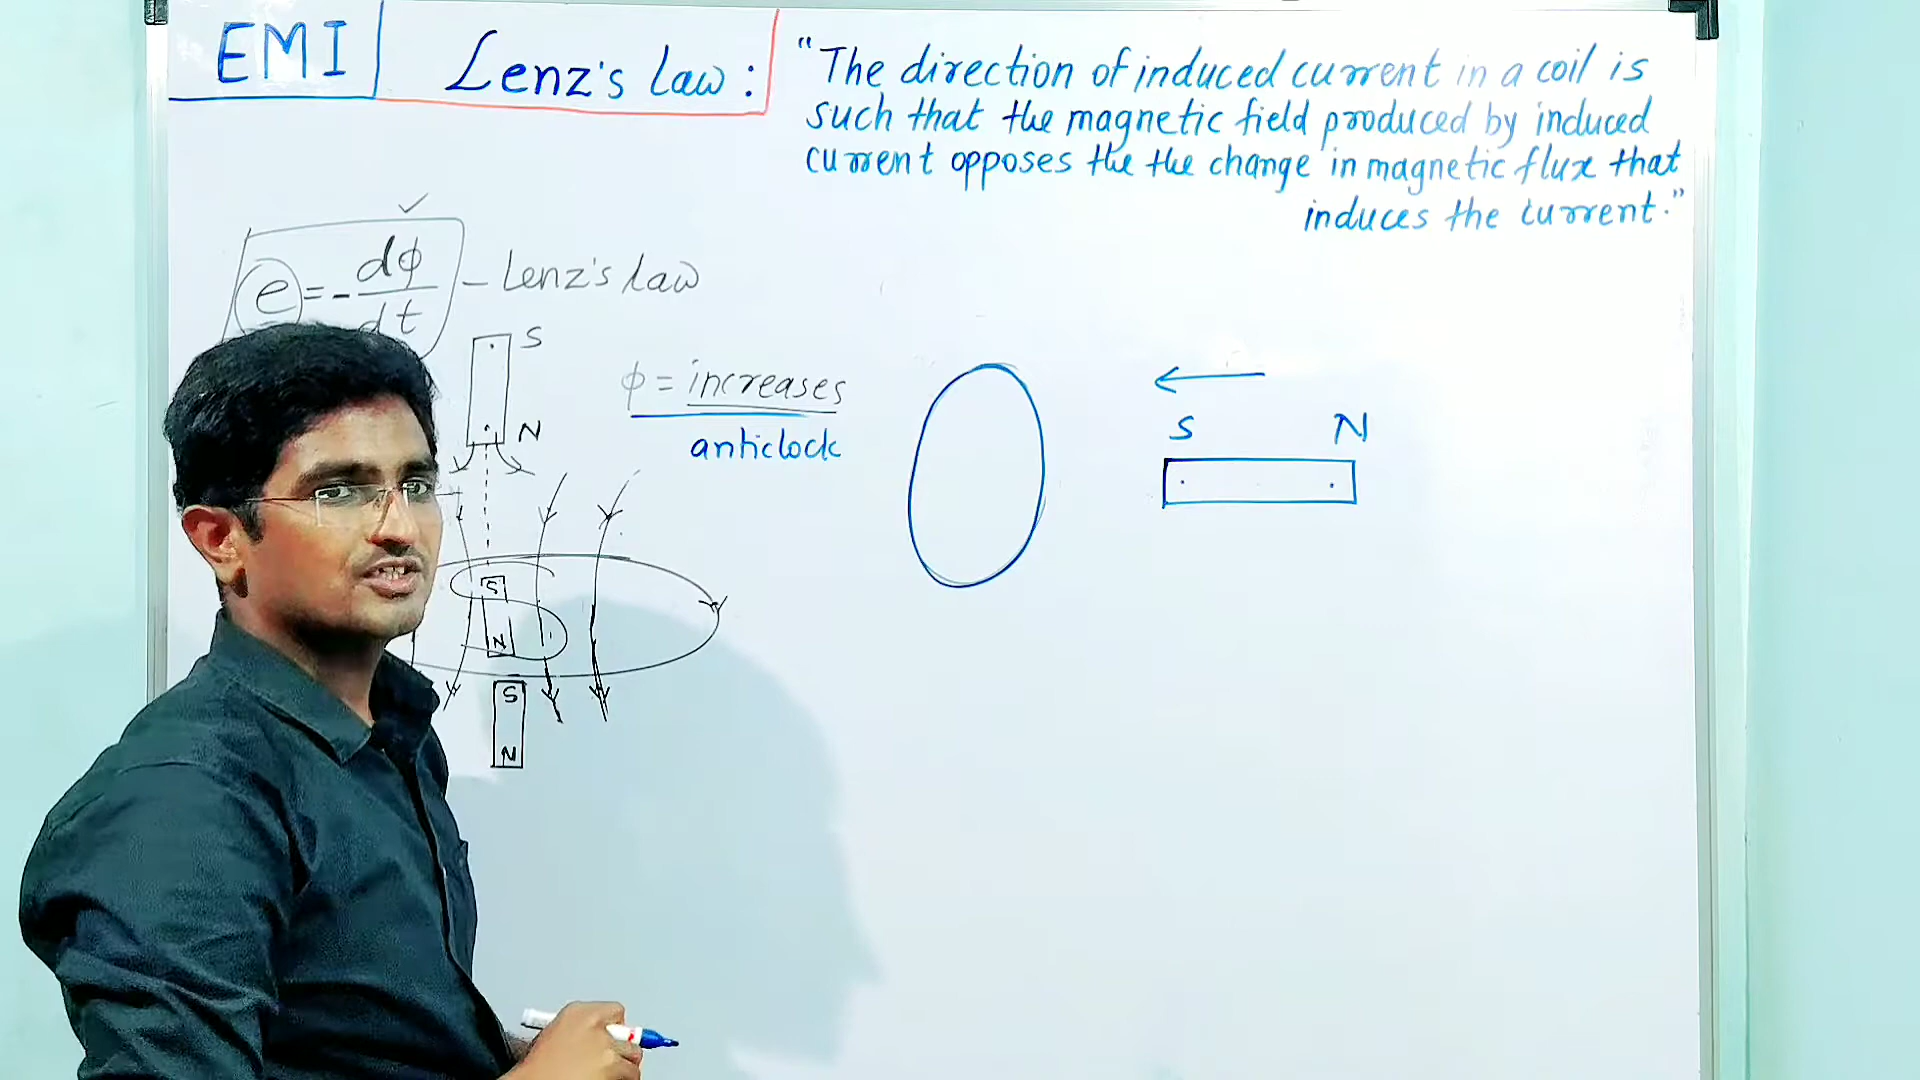 EMI
Lenz's law:
"The direction of induced current in a coil is
such that the magnetic field produced by induced
current opposes the the change in magnetic flux that
induces the current."
e = - dϕ/dt - Lenz's law
S
N
ϕ = increases
anticlock
S
N
S
N
S N